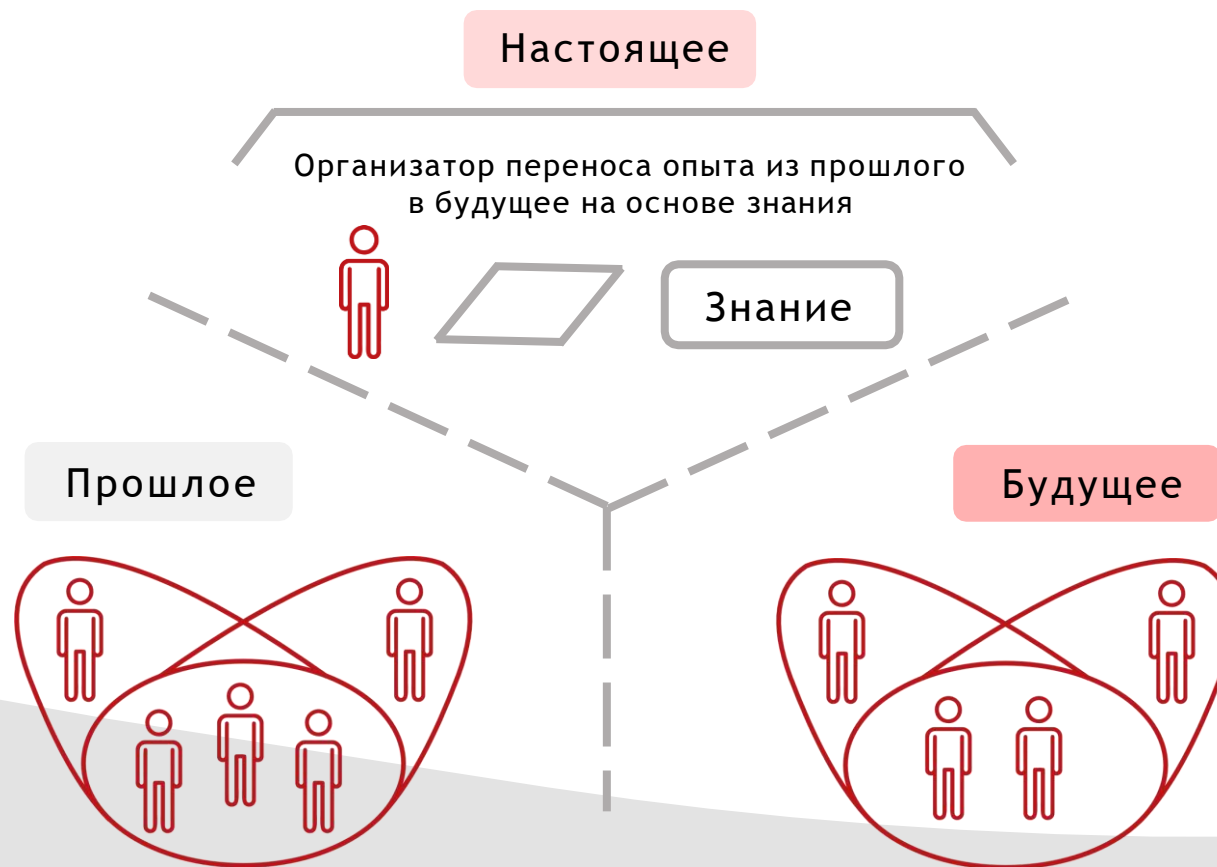 Настоящее
Организатор переноса опыта из прошлого
в будущее на основе знания
Знание
Прошлое
Будущее